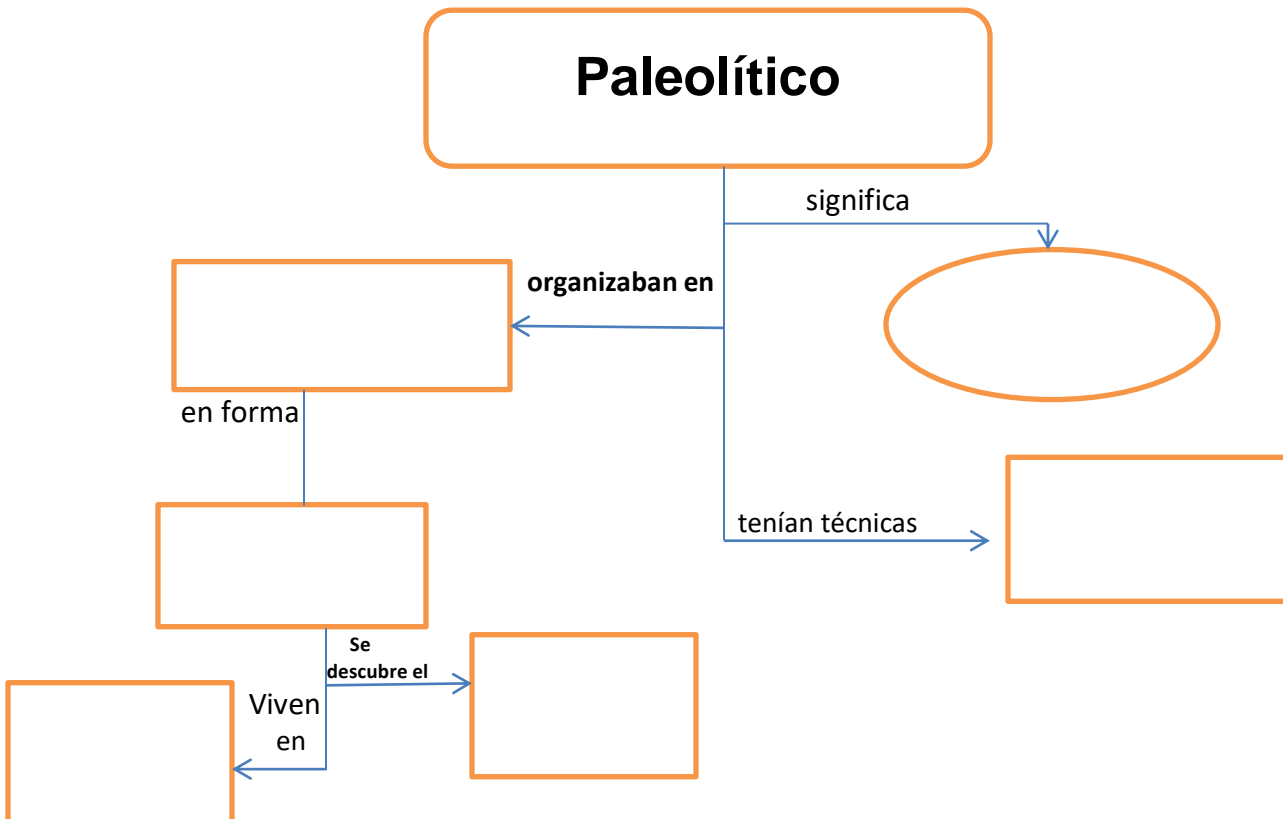 Paleolítico
significa
organizaban en
en forma
tenían técnicas
Se
descubre el
Viven
en